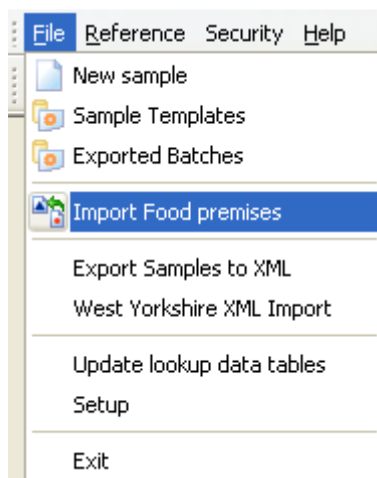 File Reference Security Help
New sample
Sample Templates
Exported Batches
Import Food premises
Export Samples to XML
West Yorkshire XML Import
Update lookup data tables
Setup
Exit